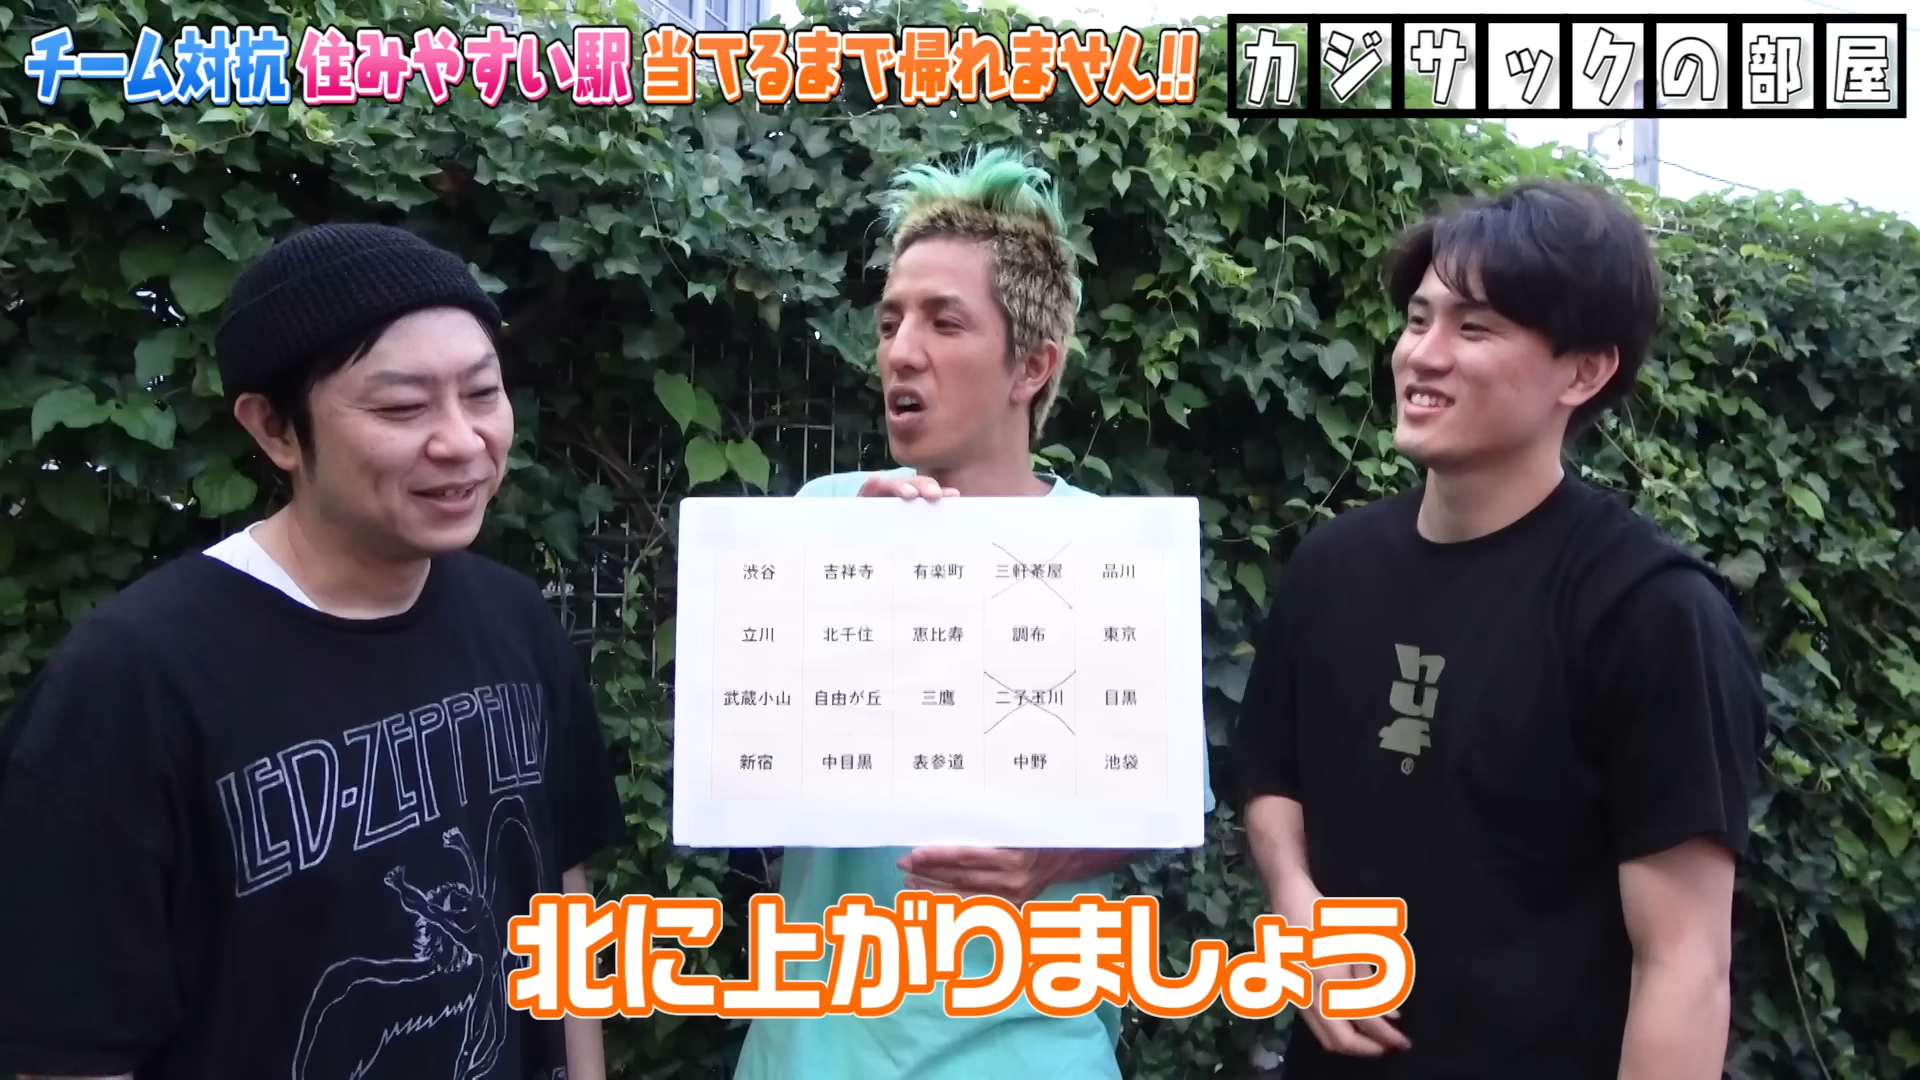 チーム対抗 住みやすい駅 当てるまで帰れません!!
カジサックの部屋
渋谷 吉祥寺 有楽町 三軒茶屋 品川
立川 北千住 恵比寿 調布 東京
武蔵小山 自由が丘 三鷹 二子玉川 目黒
新宿 中目黒 表参道 中野 池袋
LED-ZEPPELIN
北に上がりましょう